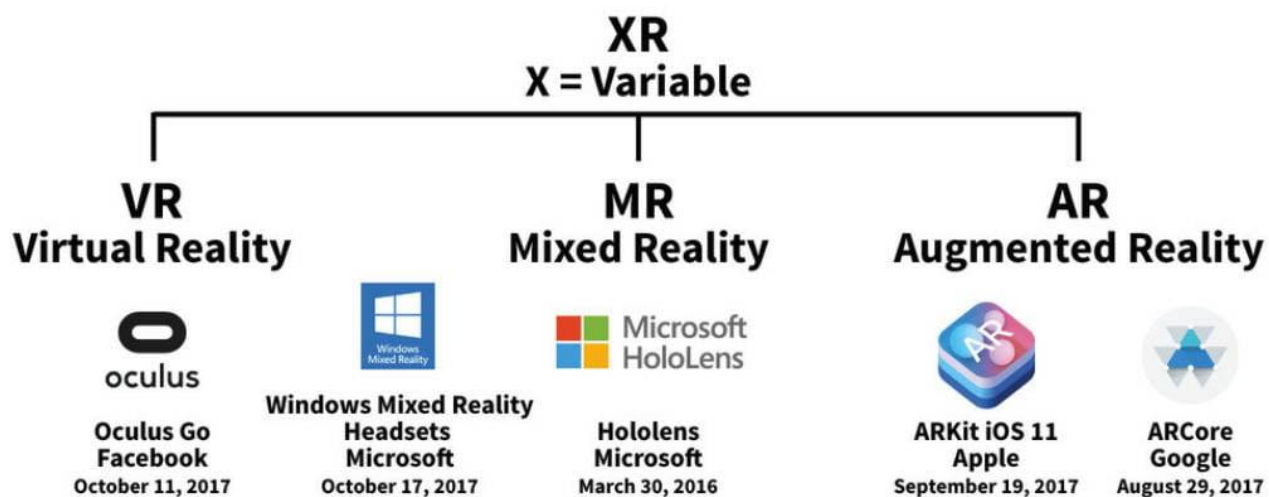 XR
X = Variable
VR
Virtual Reality
MR
Mixed Reality
AR
Augmented Reality
oculus
Oculus Go
Facebook
October 11, 2017
Windows
Mixed Reality
Windows Mixed Reality
Headsets
Microsoft
October 17, 2017
Microsoft
HoloLens
Hololens
Microsoft
March 30, 2016
AR
ARKit iOS 11
Apple
September 19, 2017
ARCore
Google
August 29, 2017